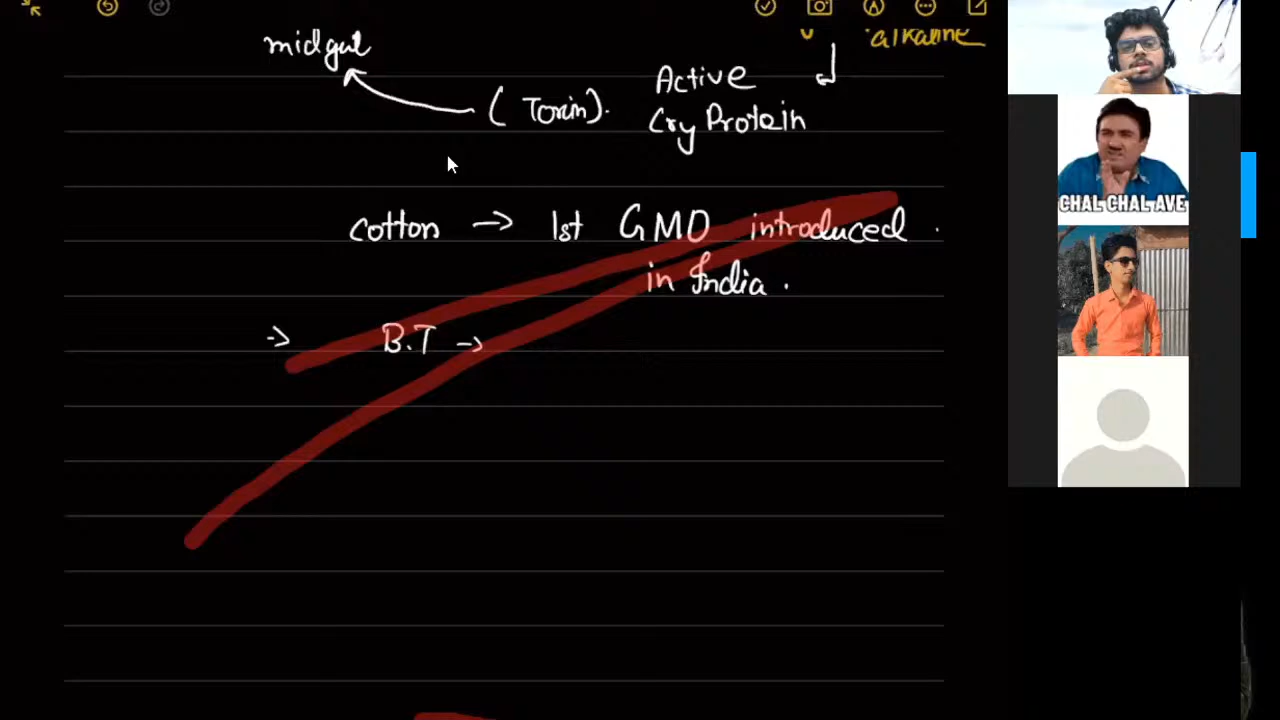 alkaline
midgut
Active
(Toxin).
Cry Protein
cotton → 1st GMO introduced.
in India.
→ B.T →
CHAL CHAL AVE